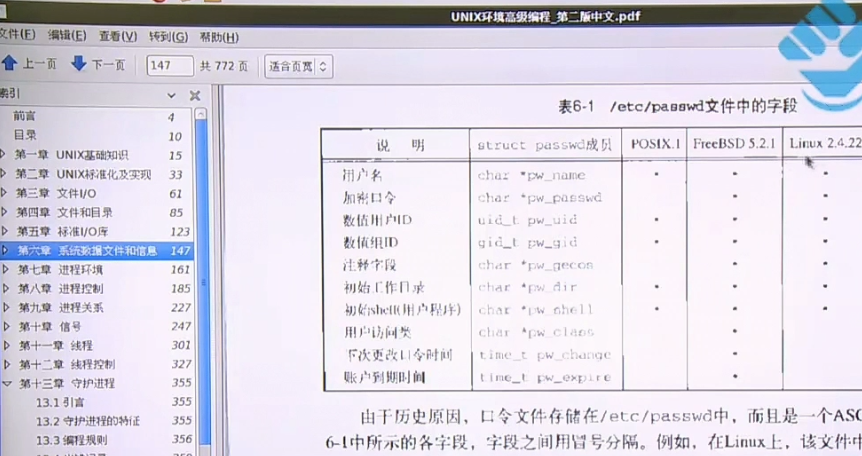 UNIX环境高级编程_第二版中文.pdf
文件(F) 编辑(E) 查看(V) 转到(G) 帮助(H)
上一页 下一页 147 共 772 页 适合页宽
索引
前言 4
目录 10
第一章 UNIX基础知识 15
第二章 UNIX标准化及实现 33
第三章 文件I/O 61
第四章 文件和目录 85
第五章 标准I/O库 123
第六章 系统数据文件和信息 147
第七章 进程环境 161
第八章 进程控制 185
第九章 进程关系 227
第十章 信号 247
第十一章 线程 301
第十二章 线程控制 327
第十三章 守护进程 355
13.1 引言 355
13.2 守护进程的特征 355
13.3 编程规则 356
表6-1 /etc/passwd文件中的字段
说 明 struct passwd成员 POSIX.1 FreeBSD 5.2.1 Linux 2.4.22
用户名 char *pw_name • • •
加密口令 char *pw_passwd • •
数值用户ID uid_t pw_uid • • •
数值组ID gid_t pw_gid • • •
注释字段 char *pw_gecos • •
初始工作目录 char *pw_dir • • •
初始shell(用户程序) char *pw_shell • • •
用户访问类 char *pw_class •
下次更改口令时间 time_t pw_change •
账户到期时间 time_t pw_expire •
由于历史原因，口令文件存储在/etc/passwd中，而且是一个ASC
6-1中所示的各字段，字段之间用冒号分隔。例如，在Linux上，该文件中